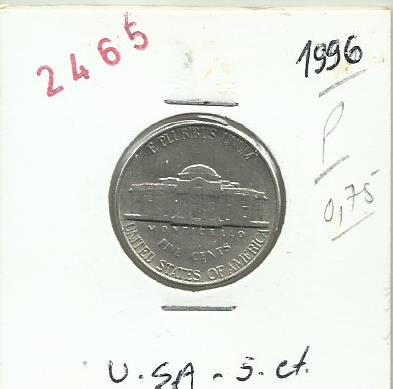 2465
1996
P
0,75
E PLURIBUS UNUM
MONTICELLO
FIVE CENTS
UNITED STATES OF AMERICA
U.SA - 5. ct.